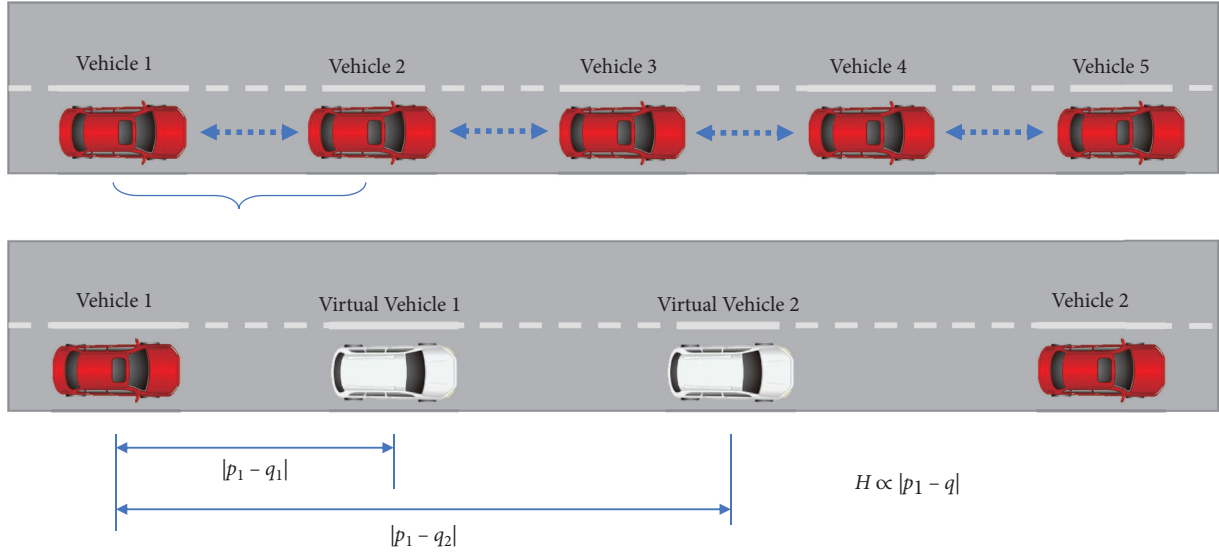 Vehicle 1
Vehicle 2
Vehicle 3
Vehicle 4
Vehicle 5
Vehicle 1
Virtual Vehicle 1
Virtual Vehicle 2
Vehicle 2
|p₁ – q₁|
H ∝ |p₁ – q|
|p₁ – q₂|